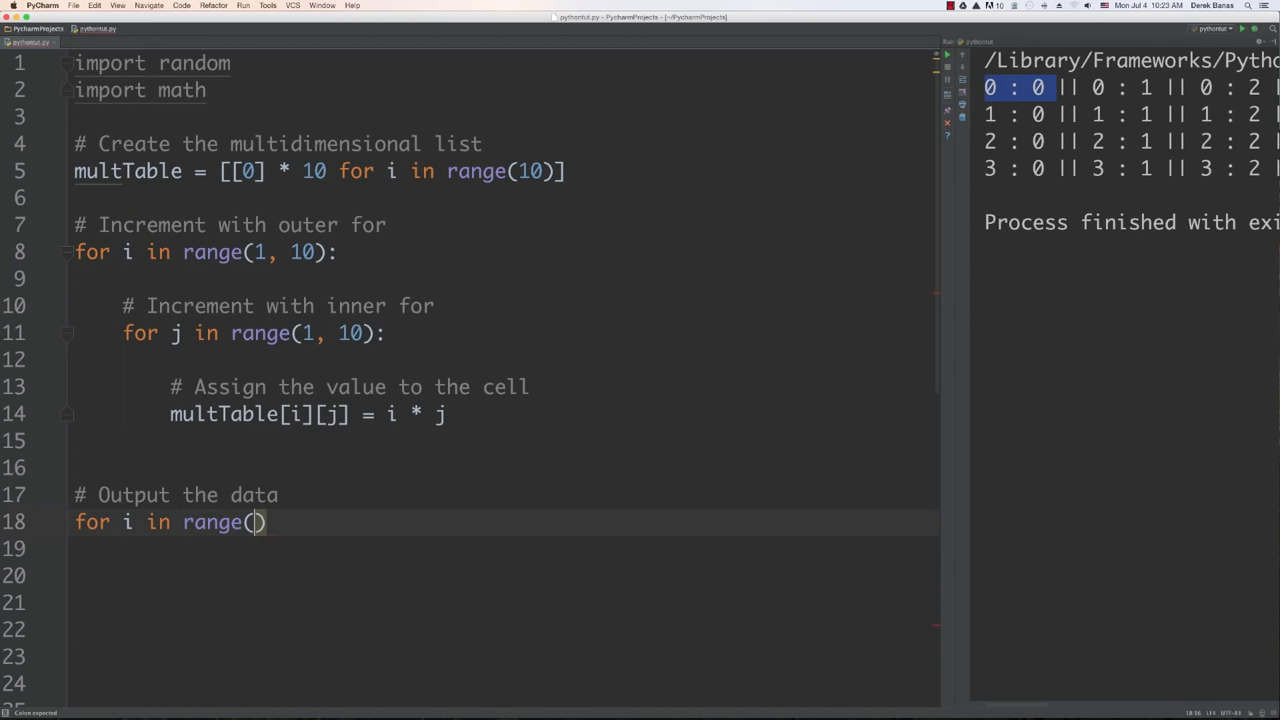 PyCharm File Edit View Navigate Code Refactor Run Tools VCS Window Help
10
Mon Jul 4 10:23 AM Derek Banas
pythontut.py - PycharmProjects - [~/PycharmProjects]
PycharmProjects pythontut.py
pythontut
pythontut.py
Run: pythontut
1 import random
2 import math
3
4 # Create the multidimensional list
5 multTable = [[0] * 10 for i in range(10)]
6
7 # Increment with outer for
8 for i in range(1, 10):
9
10 # Increment with inner for
11 for j in range(1, 10):
12
13 # Assign the value to the cell
14 multTable[i][j] = i * j
15
16
17 # Output the data
18 for i in range()
19
20
21
22
23
24
/Library/Frameworks/Pytho
0 : 0 || 0 : 1 || 0 : 2 |
1 : 0 || 1 : 1 || 1 : 2 |
2 : 0 || 2 : 1 || 2 : 2 |
3 : 0 || 3 : 1 || 3 : 2 |
Process finished with exi
Colon expected
18:16 LF‡ UTF-8‡